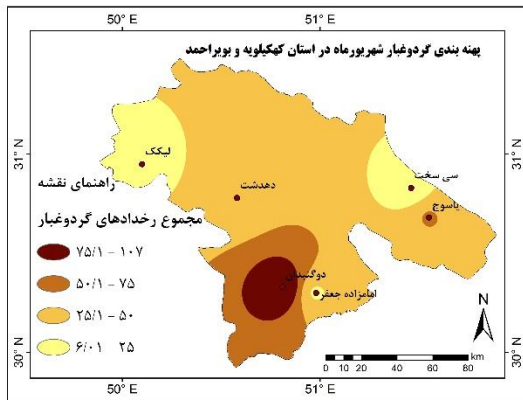 50° E
51° E
پهنه بندی گردوغبار شهریورماه در استان کهکیلویه و بویراحمد
31° N
31° N
لیکک
سی سخت
دهدشت
یاسوج
راهنمای نقشه
مجموع رخدادهای گردوغبار
۷۵/۱ – ۱۰۷
۵۰/۱ – ۷۵
۲۵/۱ – ۵۰
۶/۰۱ – ۲۵
دوگنبدان
امامزاده جعفر
N
30° N
30° N
km
0 10 20 40 60 80
50° E
51° E